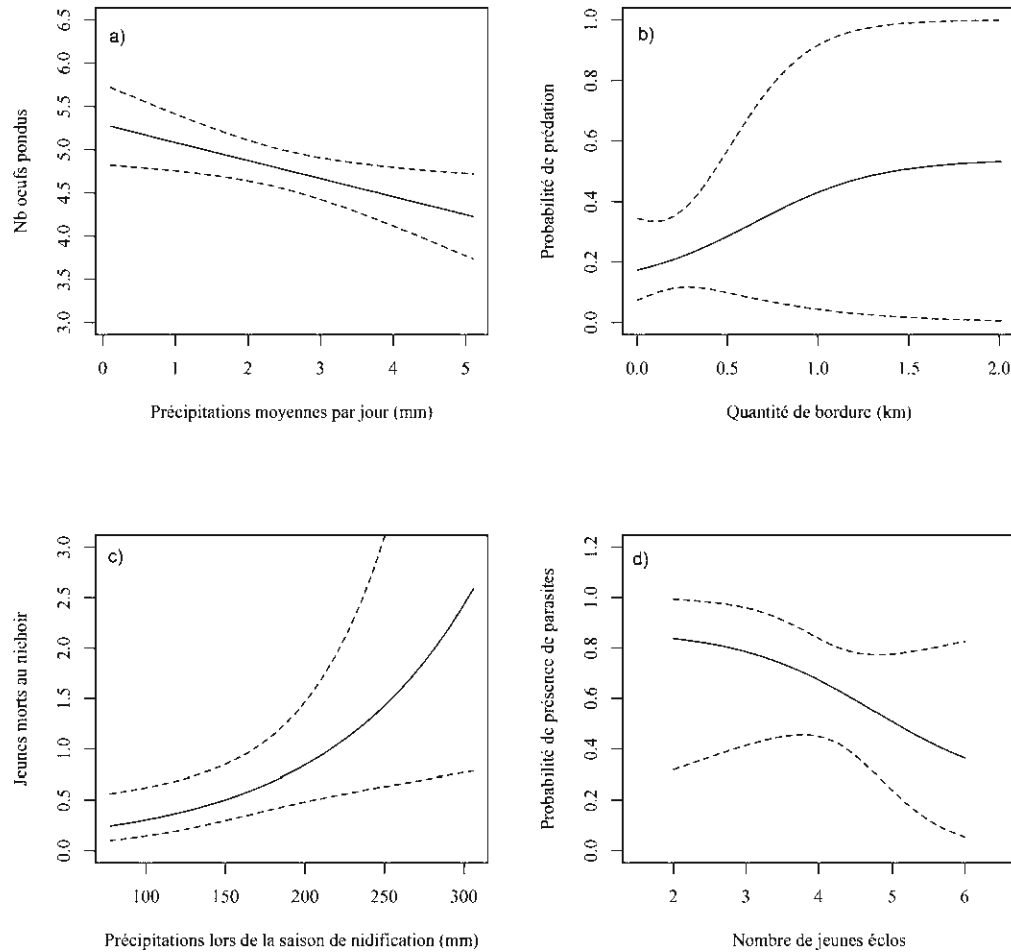 a)
Nb oeufs pondus
6.5
6.0
5.5
5.0
4.5
4.0
3.5
3.0
0 1 2 3 4 5
Précipitations moyennes par jour (mm)
b)
Probabilité de prédation
1.0
0.8
0.6
0.4
0.2
0.0
0.0 0.5 1.0 1.5 2.0
Quantité de bordure (km)
c)
Jeunes morts au nichoir
3.0
2.5
2.0
1.5
1.0
0.5
0.0
100 150 200 250 300
Précipitations lors de la saison de nidification (mm)
d)
Probabilité de présence de parasites
1.2
1.0
0.8
0.6
0.4
0.2
0.0
2 3 4 5 6
Nombre de jeunes éclos